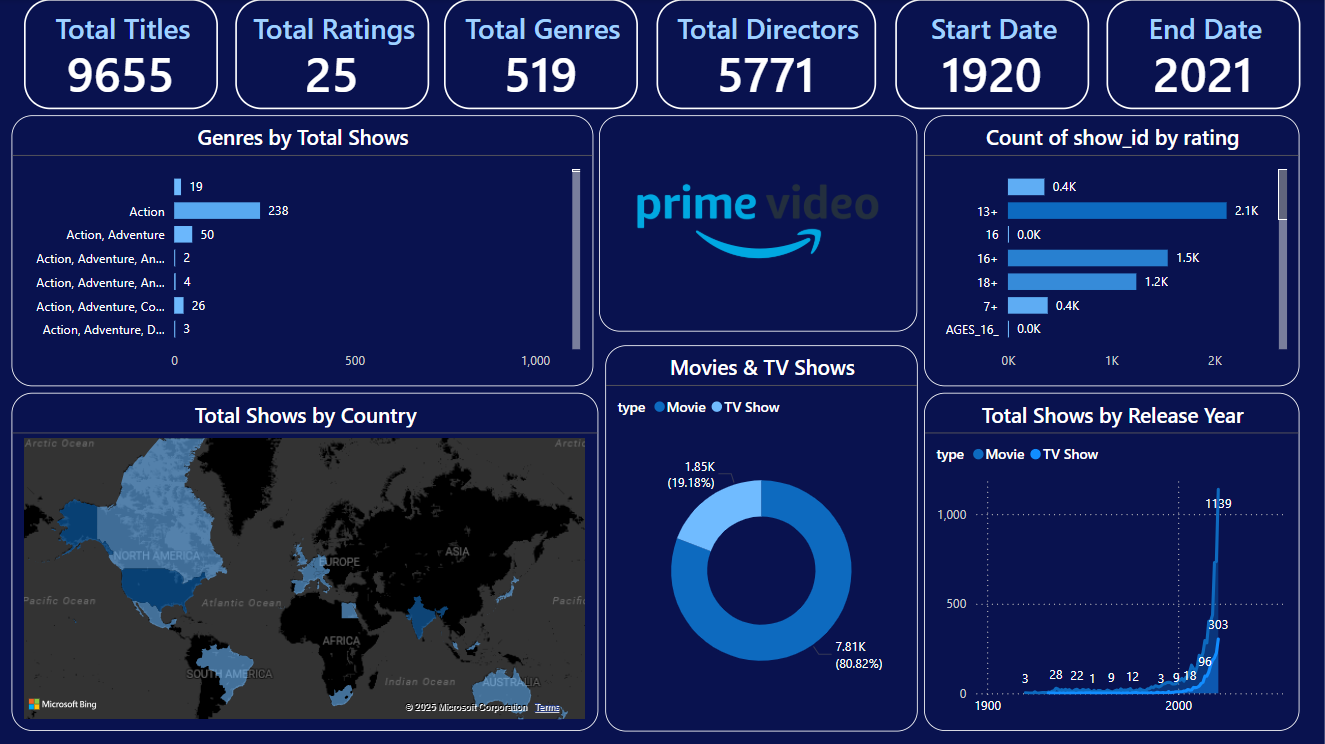 Total Titles
9655
Total Ratings
25
Total Genres
519
Total Directors
5771
Start Date
1920
End Date
2021
Genres by Total Shows
19
Action 238
Action, Adventure 50
Action, Adventure, An... 2
Action, Adventure, An... 4
Action, Adventure, Co... 26
Action, Adventure, D... 3
0 500 1,000
prime video
Count of show_id by rating
0.4K
13+ 2.1K
16 0.0K
16+ 1.5K
18+ 1.2K
7+ 0.4K
AGES_16_ 0.0K
0K 1K 2K
Total Shows by Country
Arctic Ocean Arctic
NORTH AMERICA EUROPE ASIA
Pacific Ocean Atlantic Ocean Pacific
AFRICA
SOUTH AMERICA Indian Ocean AUSTRALIA
Microsoft Bing © 2025 Microsoft Corporation Terms
Movies & TV Shows
type Movie TV Show
1.85K
(19.18%)
7.81K
(80.82%)
Total Shows by Release Year
type Movie TV Show
1,000
500
0
1139
303
96
3 28 22 1 9 12 3 9 18
1900 2000